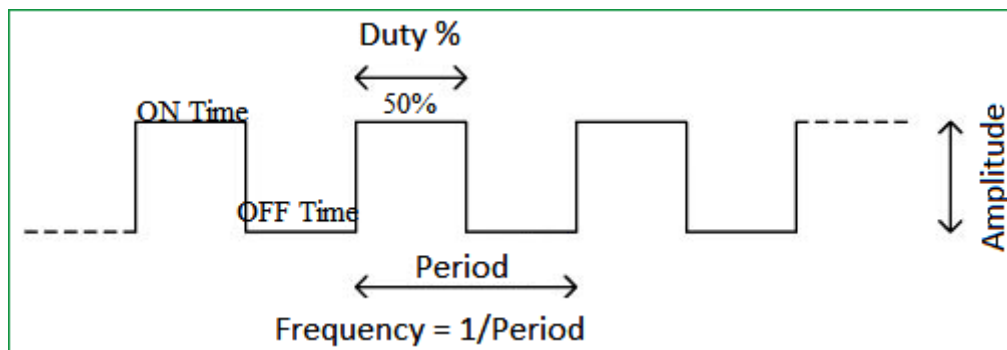 Duty %
50%
ON Time
OFF Time
Amplitude
Period
Frequency = 1/Period